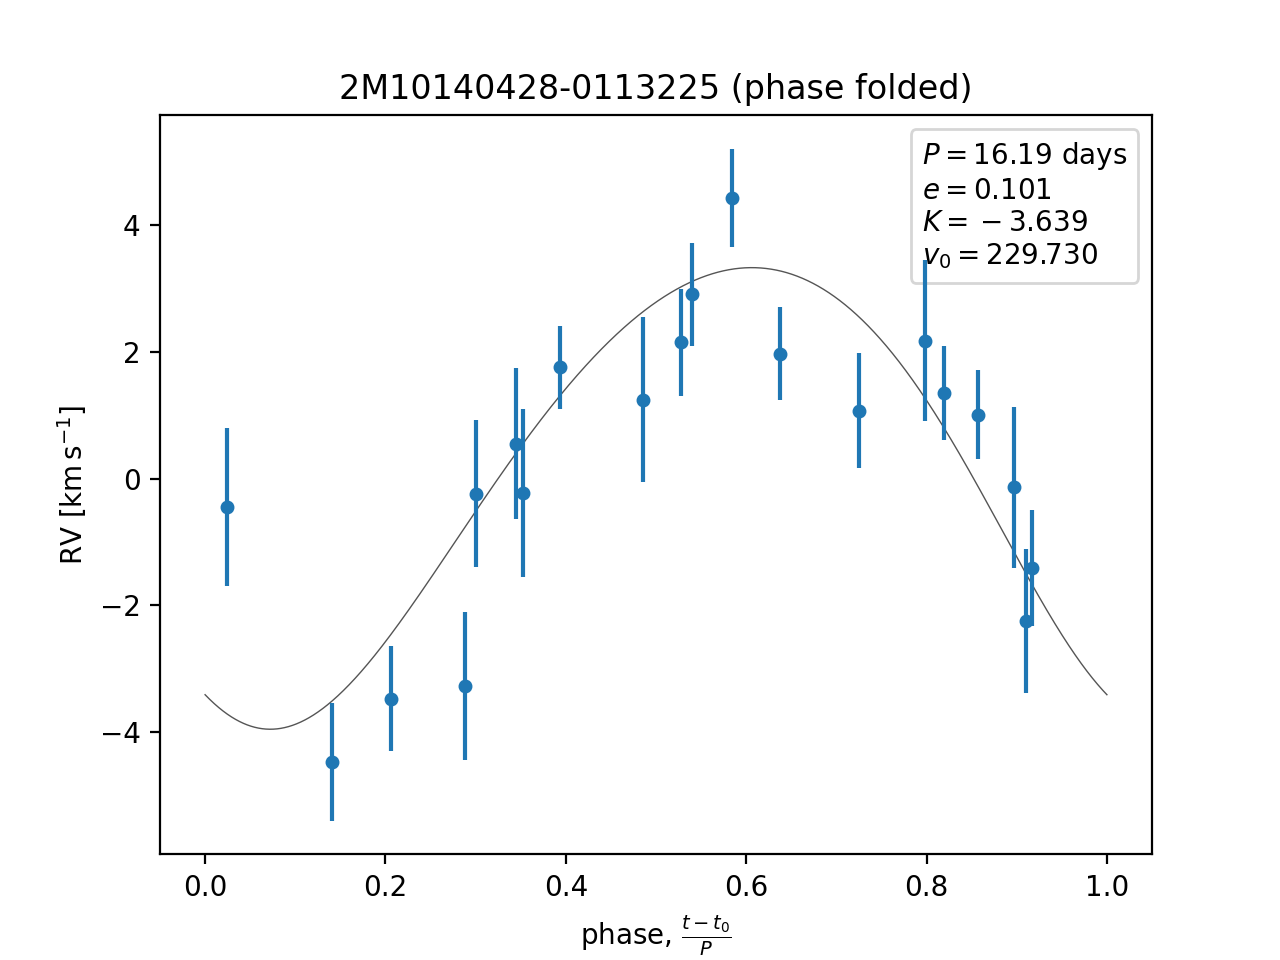 2M10140428-0113225 (phase folded)
P = 16.19 days
e = 0.101
K = −3.639
v₀ = 229.730
4
2
0
−2
−4
RV [km s⁻¹]
0.0 0.2 0.4 0.6 0.8 1.0
phase, (t − t₀)/P